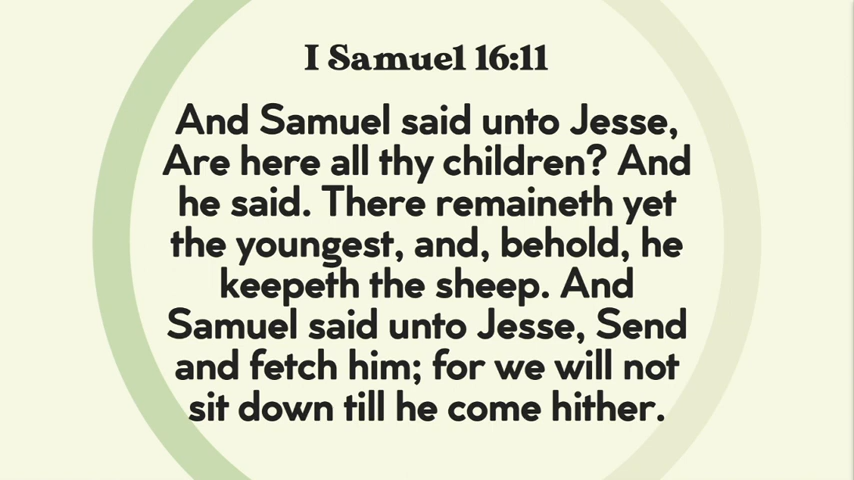 I Samuel 16:11
And Samuel said unto Jesse,
Are here all thy children? And
he said. There remaineth yet
the youngest, and, behold, he
keepeth the sheep. And
Samuel said unto Jesse, Send
and fetch him; for we will not
sit down till he come hither.